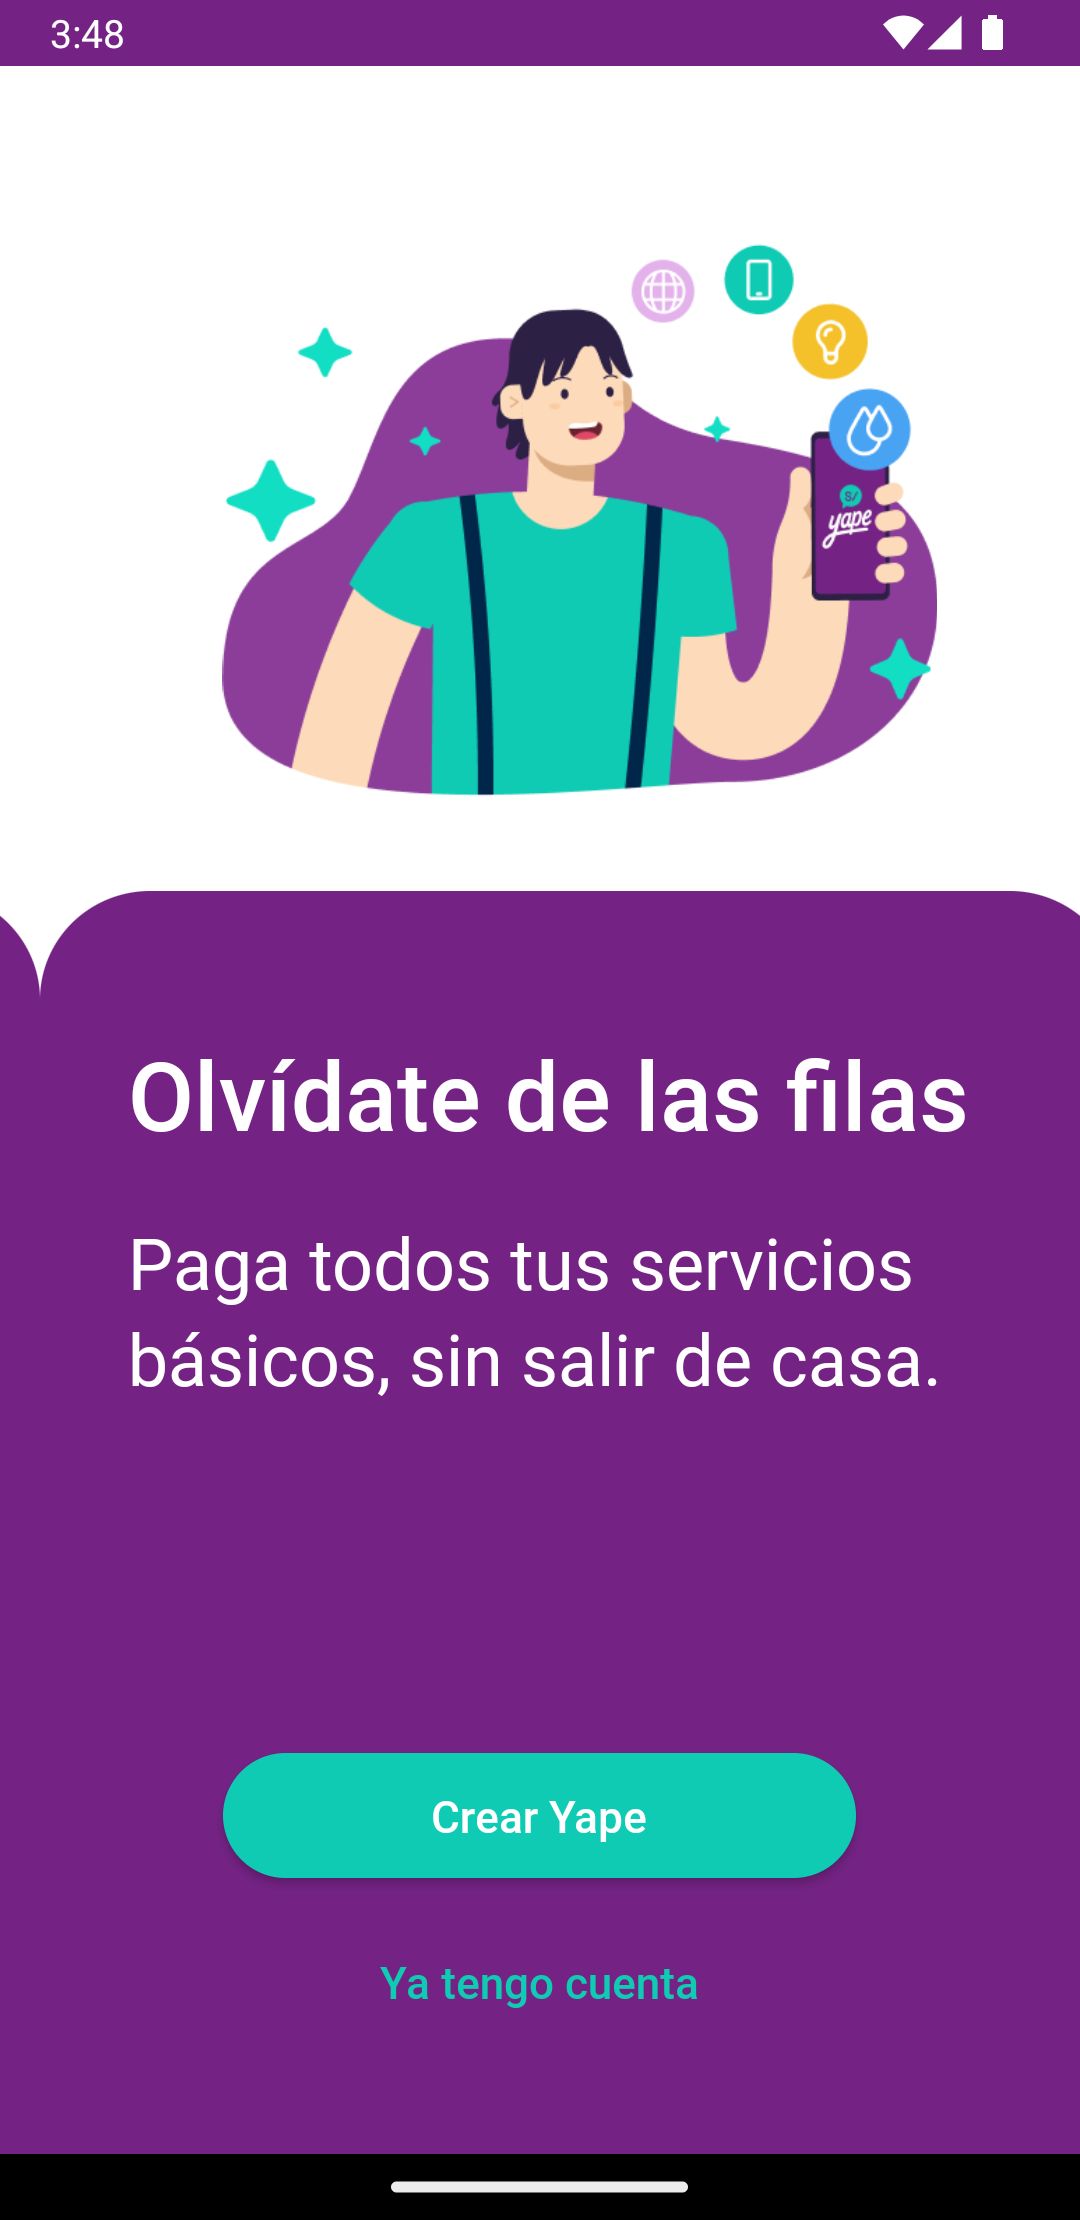 3:48
S/
yape
Olvídate de las filas
Paga todos tus servicios
básicos, sin salir de casa.
Crear Yape
Ya tengo cuenta